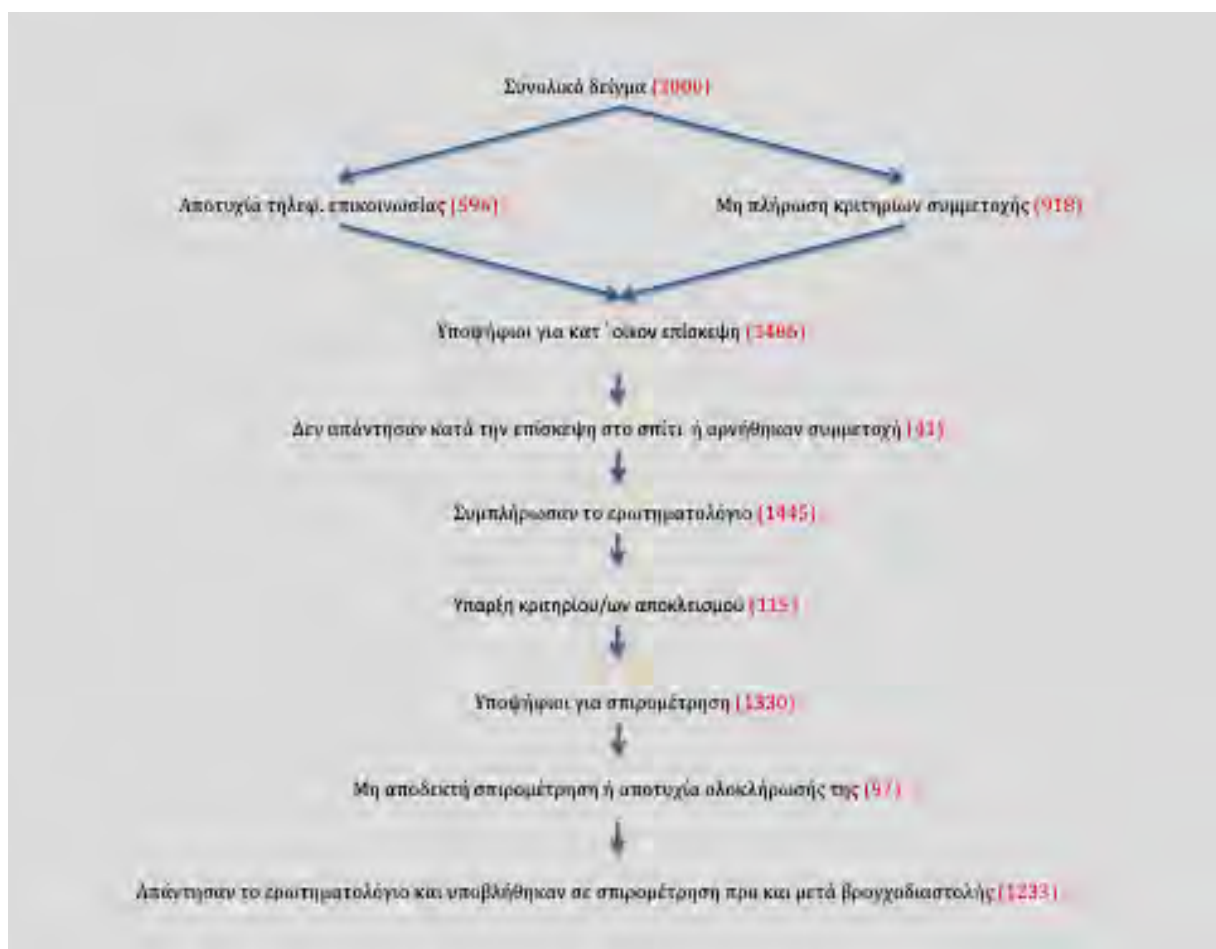 Συνολικό δείγμα (3000)
Αποτυχία τηλεφ. επικοινωνίας (596)
Μη πλήρωση κριτηρίων συμμετοχής (918)
Υποψήφιοι για κατ΄οίκον επίσκεψη (1486)
Δεν απάντησαν κατά την επίσκεψη στο σπίτι ή αρνήθηκαν συμμετοχή (41)
Συμπλήρωσαν το ερωτηματολόγιο (1445)
Υπαρξη κριτηρίου/ων αποκλεισμού (115)
Υποψήφιοι για σπιρομέτρηση (1330)
Μη αποδεκτή σπιρομέτρηση ή αποτυχία ολοκλήρωσής της (97)
Απάντησαν το ερωτηματολόγιο και υποβλήθηκαν σε σπιρομέτρηση προ και μετά βρογχοδιαστολής (1233)